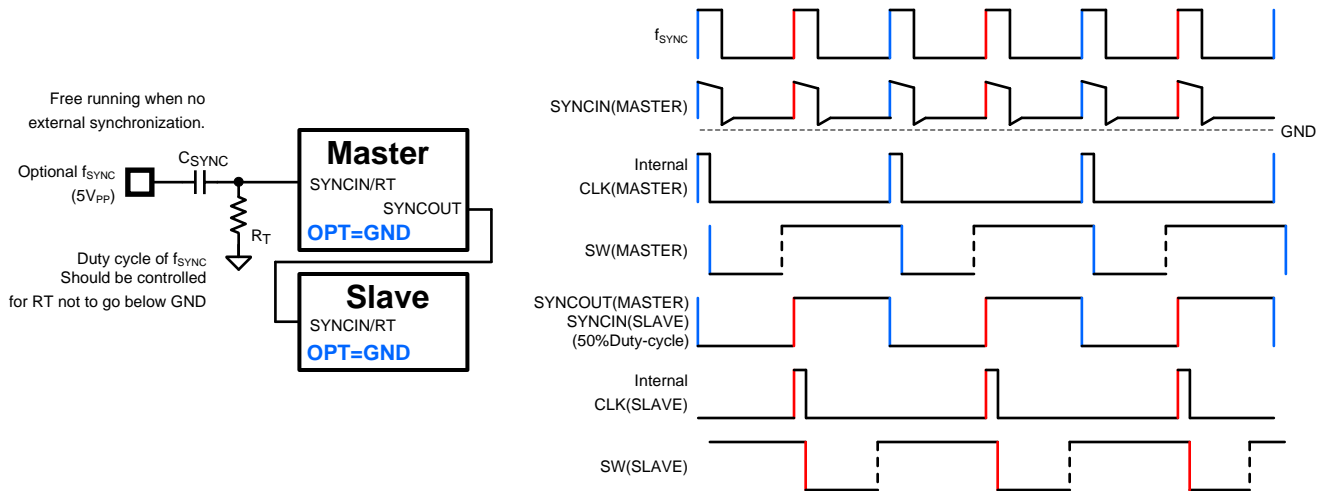 Free running when no
external synchronization.
Optional fSYNC
(5VPP)
CSYNC
RT
Duty cycle of fSYNC
Should be controlled
for RT not to go below GND
Master
SYNCIN/RT
SYNCOUT
OPT=GND
Slave
SYNCIN/RT
OPT=GND
fSYNC
SYNCIN(MASTER)
GND
Internal
CLK(MASTER)
SW(MASTER)
SYNCOUT(MASTER)
SYNCIN(SLAVE)
(50%Duty-cycle)
Internal
CLK(SLAVE)
SW(SLAVE)